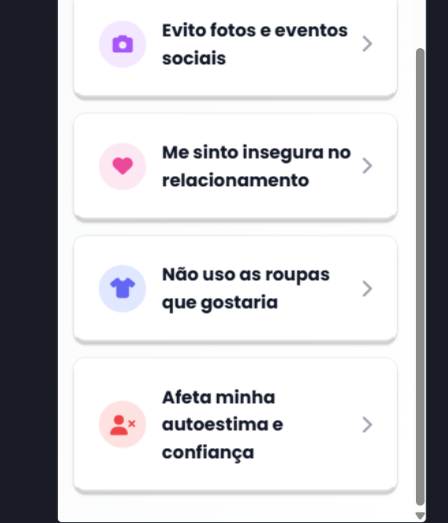 Evito fotos e eventos
sociais
Me sinto insegura no
relacionamento
Não uso as roupas
que gostaria
Afeta minha
autoestima e
confiança